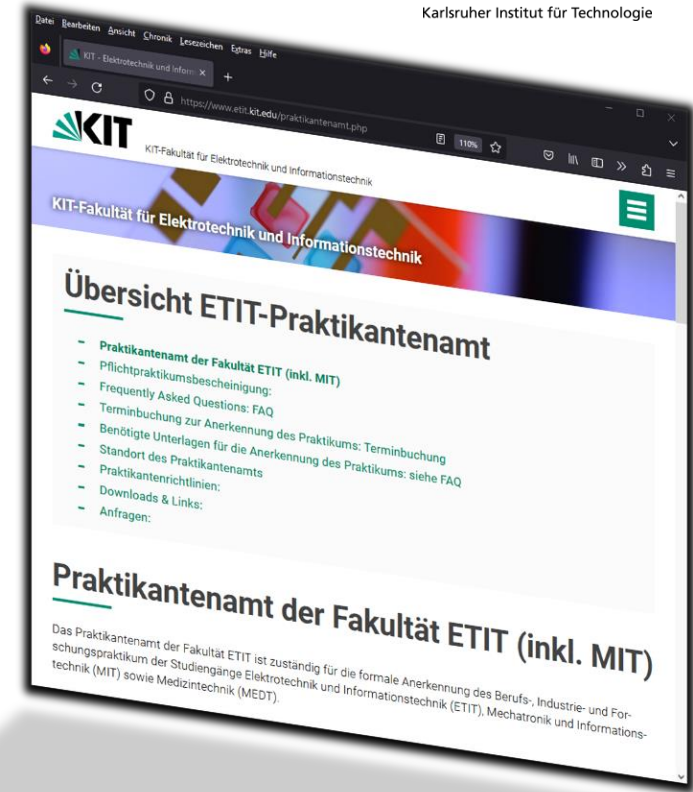 Karlsruher Institut für Technologie
Datei Bearbeiten Ansicht Chronik Lesezeichen Extras Hilfe
KIT - Elektrotechnik und Inform
https://www.etit.kit.edu/praktikantenamt.php
110%
KIT
KIT-Fakultät für Elektrotechnik und Informationstechnik
KIT-Fakultät für Elektrotechnik und Informationstechnik
Übersicht ETIT-Praktikantenamt
– Praktikantenamt der Fakultät ETIT (inkl. MIT)
– Pflichtpraktikumsbescheinigung:
– Frequently Asked Questions: FAQ
– Terminbuchung zur Anerkennung des Praktikums: Terminbuchung
– Benötigte Unterlagen für die Anerkennung des Praktikums: siehe FAQ
– Standort des Praktikantenamts
– Praktikantenrichtlinien:
– Downloads & Links:
– Anfragen:
Praktikantenamt der Fakultät ETIT (inkl. MIT)
Das Praktikantenamt der Fakultät ETIT ist zuständig für die formale Anerkennung des Berufs-, Industrie- und For-
schungspraktikum der Studiengänge Elektrotechnik und Informationstechnik (ETIT), Mechatronik und Informations-
technik (MIT) sowie Medizintechnik (MEDT).